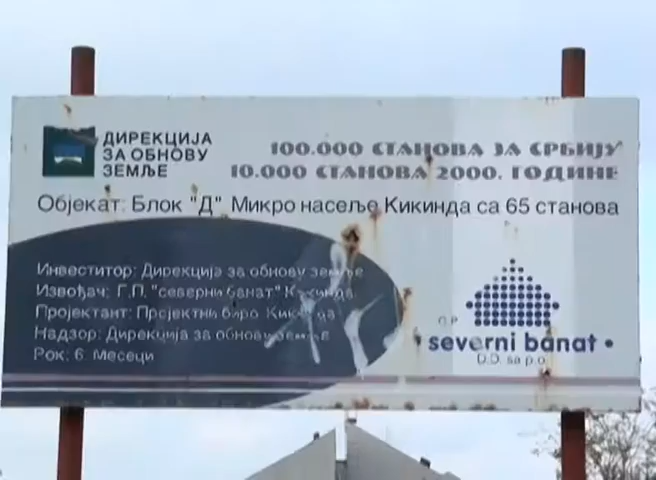 ДИРЕКЦИЈА
ЗА ОБНОВУ
ЗЕМЉЕ
100.000 СТАНОВА ЗА СРБИЈУ
10.000 СТАНОВА 2000. ГОДИНЕ
Објекат: Блок "Д" Микро насеље Кикинда са 65 станова
Инвеститор: Дирекција за обнову земље
Извођач: Г.П. "северни банат" Кикинда
Пројектант: Пројектни биро Кикинда
Надзор: Дирекција за обнову земље
Рок: 6 месеци
G.P.
severni banat
D.D. sa p.o.